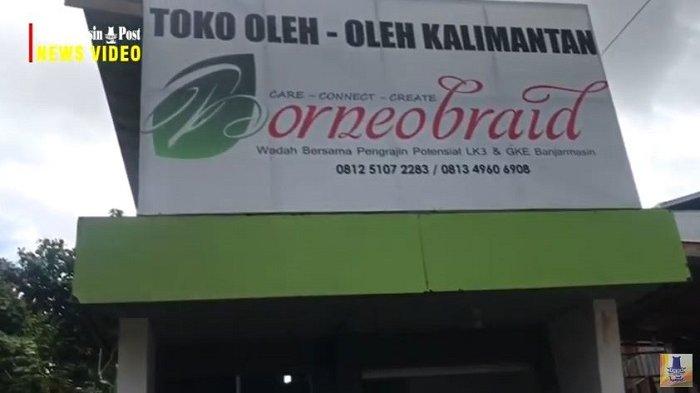 Post
NEWS VIDEO
TOKO OLEH - OLEH KALIMANTAN
CARE - CONNECT - CREATE
Borneobraid
Wadah Bersama Pengrajin Potensial LK3 & GKE Banjarmasin
0812 5107 2283 / 0813 4960 6908